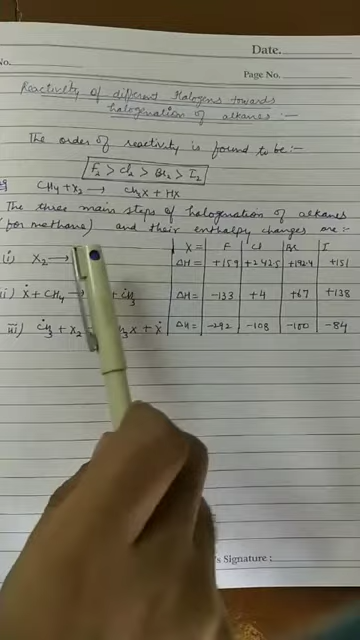 Date.
No.
Page No.
Reactivity of different Halogens towards
halogenation of alkanes :-
The order of reactivity is found to be:-
F₂ > Cl₂ > Br₂ > I₂
eg CH₄ + X₂ ⟶ CH₃X + HX
The three main steps of halogenation of alkanes
(for methane) and their enthalpy changes are :-
X = F Cl Br I
(i) X₂ ⟶ ΔH = +159 +242.5 +192.4 +151
ii) Ẋ + CH₄ ⟶ + ĊH₃ ΔH = -133 +4 +67 +138
iii) ĊH₃ + X₂ X + Ẋ ΔH = -292 -108 -100 -84
's Signature :